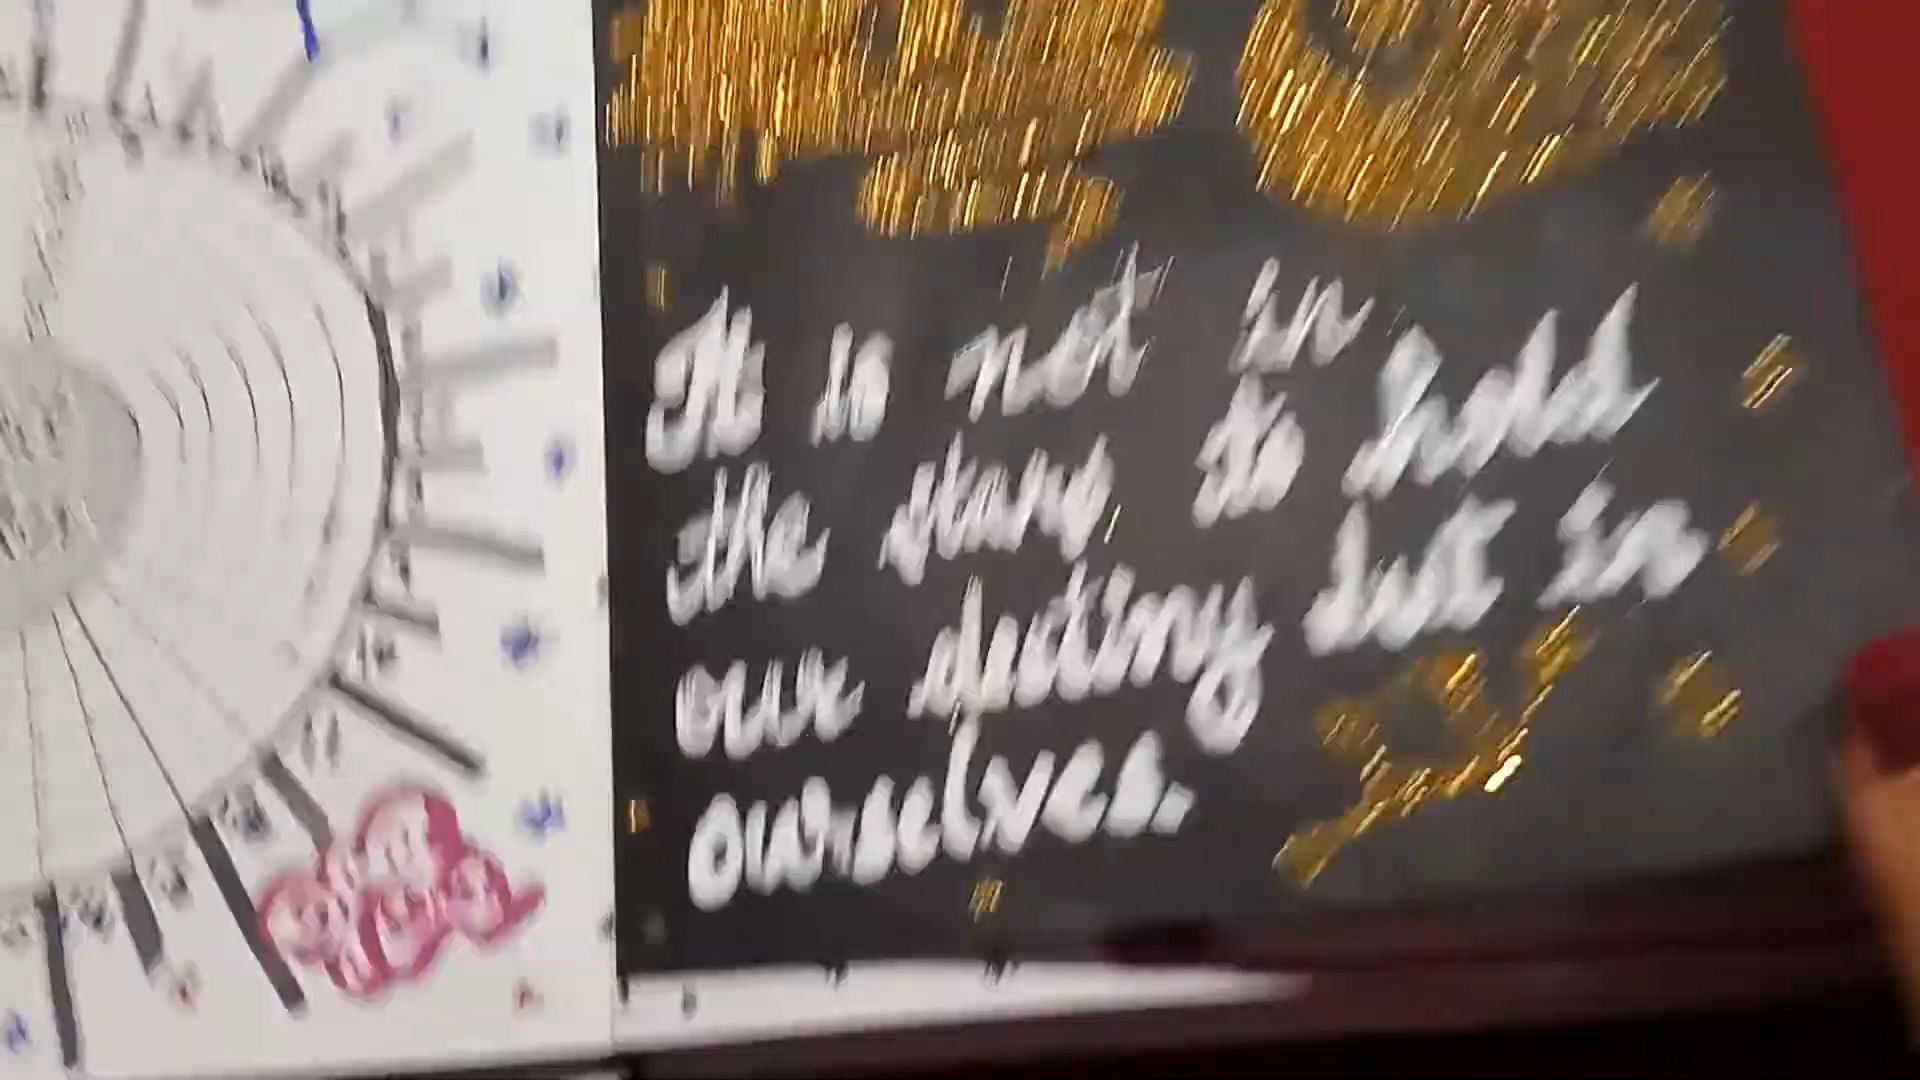 It is not in
the stars to hold
our destiny but in
ourselves.